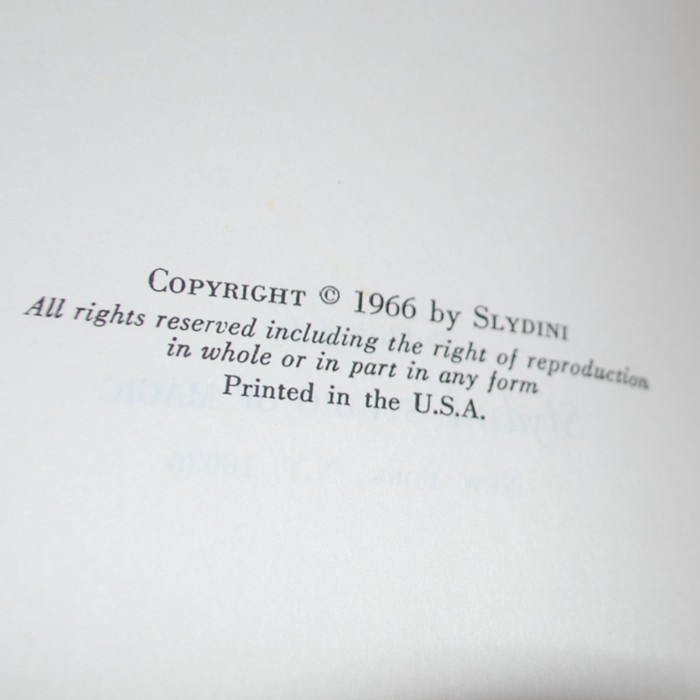 COPYRIGHT © 1966 by SLYDINI
All rights reserved including the right of reproduction
in whole or in part in any form
Printed in the U.S.A.